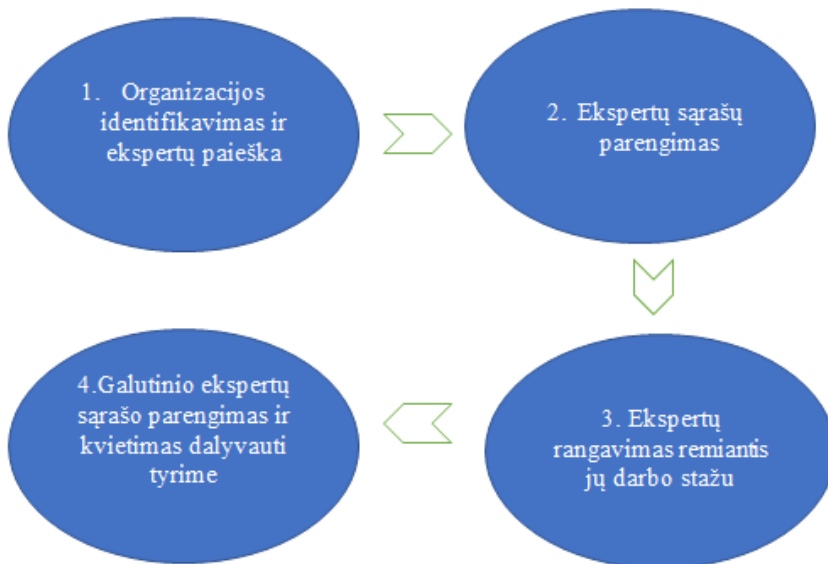 1. Organizacijos
identifikavimas ir
ekspertų paieška
2. Ekspertų sąrašų
parengimas
3. Ekspertų
rangavimas remiantis
jų darbo stažu
4.Galutinio ekspertų
sąrašo parengimas ir
kvietimas dalyvauti
tyrime